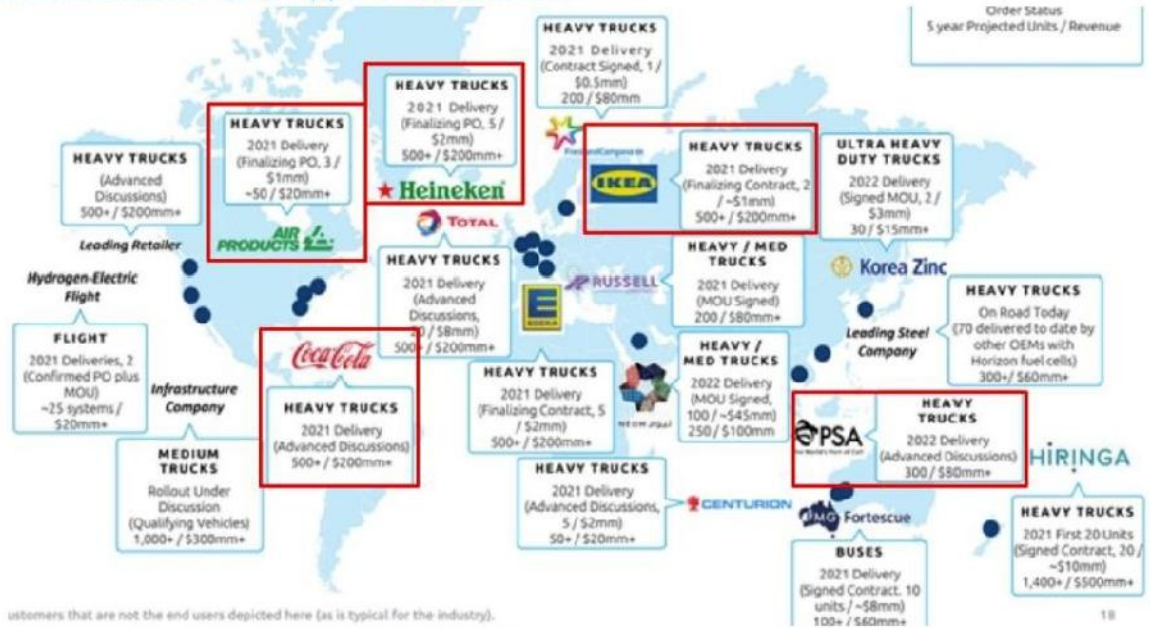 Order Status
5 year Projected Units / Revenue
HEAVY TRUCKS
2021 Delivery
(Contract Signed, 1 /
$0.5mm)
200 / $80mm
HEAVY TRUCKS
2021 Delivery
(Finalizing PO, 5 /
$2mm)
500+ / $200mm+
Heineken
HEAVY TRUCKS
2021 Delivery
(Finalizing PO, 3 /
$1mm)
~50 / $20mm+
AIR
PRODUCTS
HEAVY TRUCKS
(Advanced
Discussions)
500+ / $200mm+
Leading Retailer
FrieslandCampina
IKEA
HEAVY TRUCKS
2021 Delivery
(Finalizing Contract, 2
/ ~$1mm)
500+ / $200mm+
ULTRA HEAVY
DUTY TRUCKS
2022 Delivery
(Signed MOU, 2 /
$3mm)
30 / $15mm+
Korea Zinc
TOTAL
HEAVY TRUCKS
2021 Delivery
(Advanced
Discussions,
/ $8mm)
500+ / $200mm+
RUSSELL
HEAVY / MED
TRUCKS
2021 Delivery
(MOU Signed)
200 / $80mm+
Hydrogen-Electric
Flight
FLIGHT
2021 Deliveries, 2
(Confirmed PO plus
MOU)
~25 systems /
$20mm+
EDEKA
HEAVY TRUCKS
2021 Delivery
(Finalizing Contract, 5
/ $2mm)
500+ / $200mm+
NEOM نيوم
HEAVY /
MED TRUCKS
2022 Delivery
(MOU Signed,
100 / ~$45mm)
250 / $100mm
Leading Steel
Company
HEAVY TRUCKS
On Road Today
(70 delivered to date by
other OEMs with
Horizon fuel cells)
300+/ $60mm+
Coca-Cola
HEAVY TRUCKS
2021 Delivery
(Advanced Discussions)
500+ / $200mm+
Infrastructure
Company
MEDIUM
TRUCKS
Rollout Under
Discussion
(Qualifying Vehicles)
1,000+ / $300mm+
PSA
The World's Port of Call
HEAVY
TRUCKS
2022 Delivery
(Advanced Discussions)
300 / $80mm+
HEAVY TRUCKS
2021 Delivery
(Advanced Discussions,
5 / $2mm)
50+ / $20mm+
CENTURION
FMG Fortescue
BUSES
2021 Delivery
(Signed Contract. 10
units / ~$8mm)
100+ / $60mm+
HIRINGA
HEAVY TRUCKS
2021 First 20 Units
(Signed Contract, 20 /
~$10mm)
1,400+ / $500mm+
ustomers that are not the end users depicted here (as is typical for the industry).
18